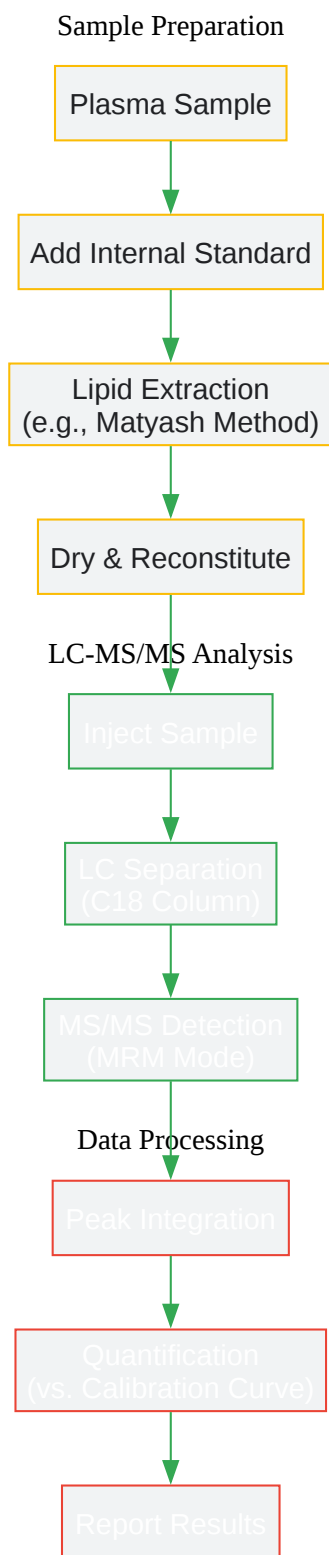 Sample Preparation
Plasma Sample
Add Internal Standard
Lipid Extraction
(e.g., Matyash Method)
Dry & Reconstitute
LC-MS/MS Analysis
Inject Sample
LC Separation
(C18 Column)
MS/MS Detection
(MRM Mode)
Data Processing
Peak Integration
Quantification
(vs. Calibration Curve)
Report Results